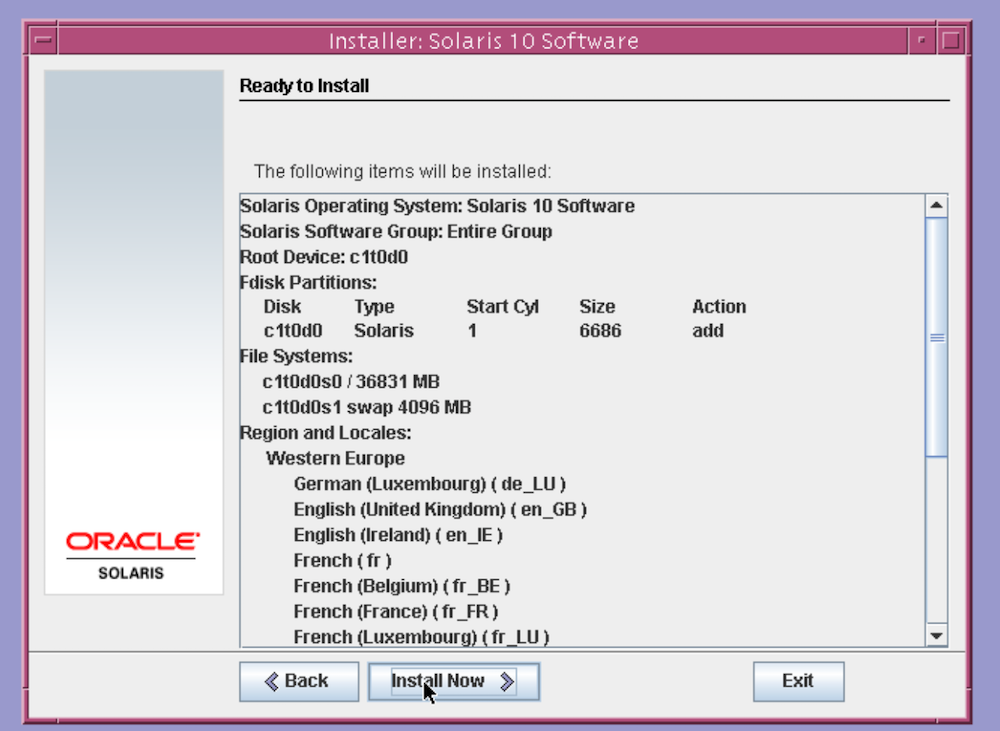 Installer: Solaris 10 Software
Ready to Install
The following items will be installed:
Solaris Operating System: Solaris 10 Software
Solaris Software Group: Entire Group
Root Device: c1t0d0
Fdisk Partitions:
Disk Type Start Cyl Size Action
c1t0d0 Solaris 1 6686 add
File Systems:
c1t0d0s0 / 36831 MB
c1t0d0s1 swap 4096 MB
Region and Locales:
Western Europe
German (Luxembourg) ( de_LU )
English (United Kingdom) ( en_GB )
English (Ireland) ( en_IE )
French ( fr )
French (Belgium) ( fr_BE )
French (France) ( fr_FR )
French (Luxembourg) ( fr_LU )
ORACLE
SOLARIS
Back Install Now Exit